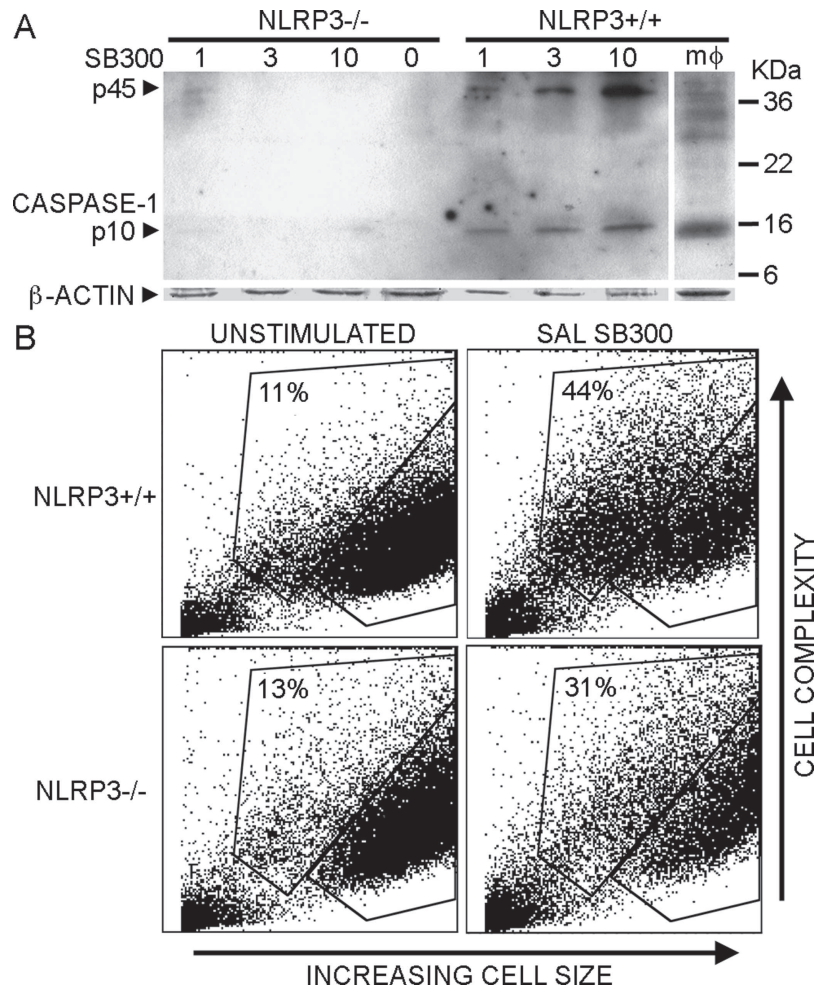 A
NLRP3-/- NLRP3+/+
SB300 1 3 10 0 1 3 10 mϕ KDa
p45 36
22
CASPASE-1
p10 16
6
β-ACTIN
B
UNSTIMULATED SAL SB300
11% 44%
NLRP3+/+
13% 31%
NLRP3-/-
CELL COMPLEXITY
INCREASING CELL SIZE